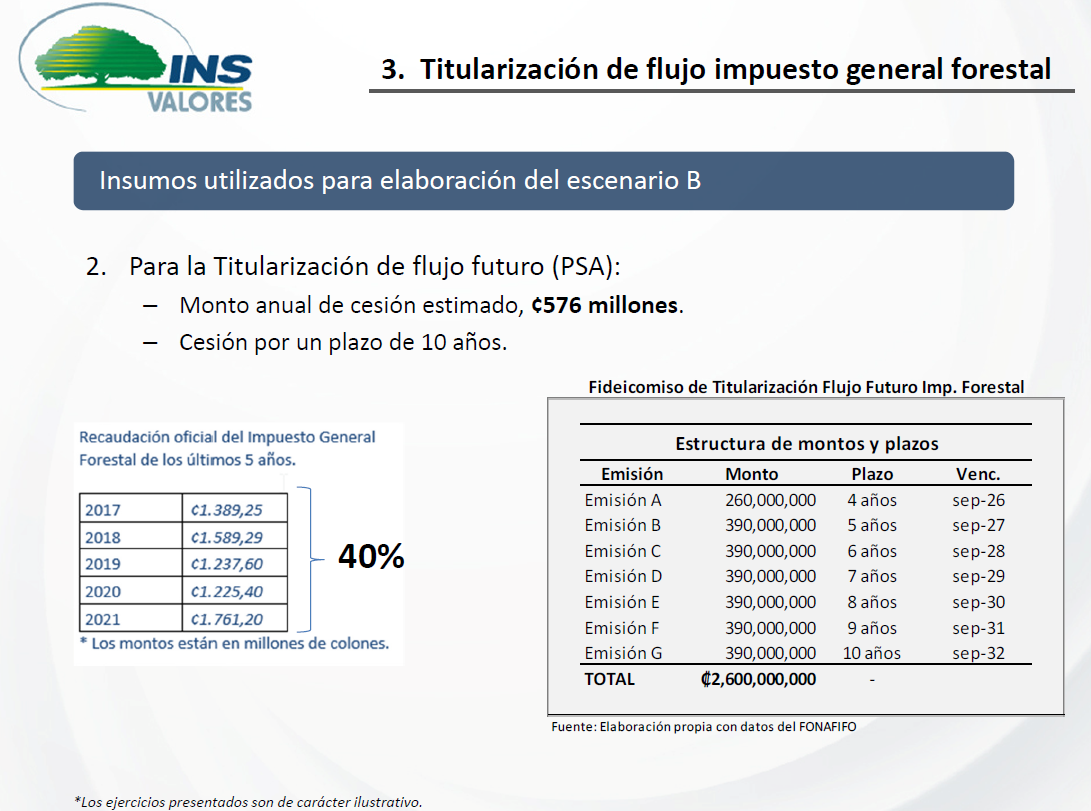 INS
VALORES
3. Titularización de flujo impuesto general forestal
Insumos utilizados para elaboración del escenario B
2. Para la Titularización de flujo futuro (PSA):
– Monto anual de cesión estimado, ¢576 millones.
– Cesión por un plazo de 10 años.
Recaudación oficial del Impuesto General
Forestal de los últimos 5 años.
2017 ¢1.389,25
2018 ¢1.589,29
2019 ¢1.237,60
2020 ¢1.225,40
2021 ¢1.761,20
* Los montos están en millones de colones.
40%
Fideicomiso de Titularización Flujo Futuro Imp. Forestal
Estructura de montos y plazos
Emisión Monto Plazo Venc.
Emisión A 260,000,000 4 años sep-26
Emisión B 390,000,000 5 años sep-27
Emisión C 390,000,000 6 años sep-28
Emisión D 390,000,000 7 años sep-29
Emisión E 390,000,000 8 años sep-30
Emisión F 390,000,000 9 años sep-31
Emisión G 390,000,000 10 años sep-32
TOTAL ₡2,600,000,000 -
Fuente: Elaboración propia con datos del FONAFIFO
*Los ejercicios presentados son de carácter ilustrativo.